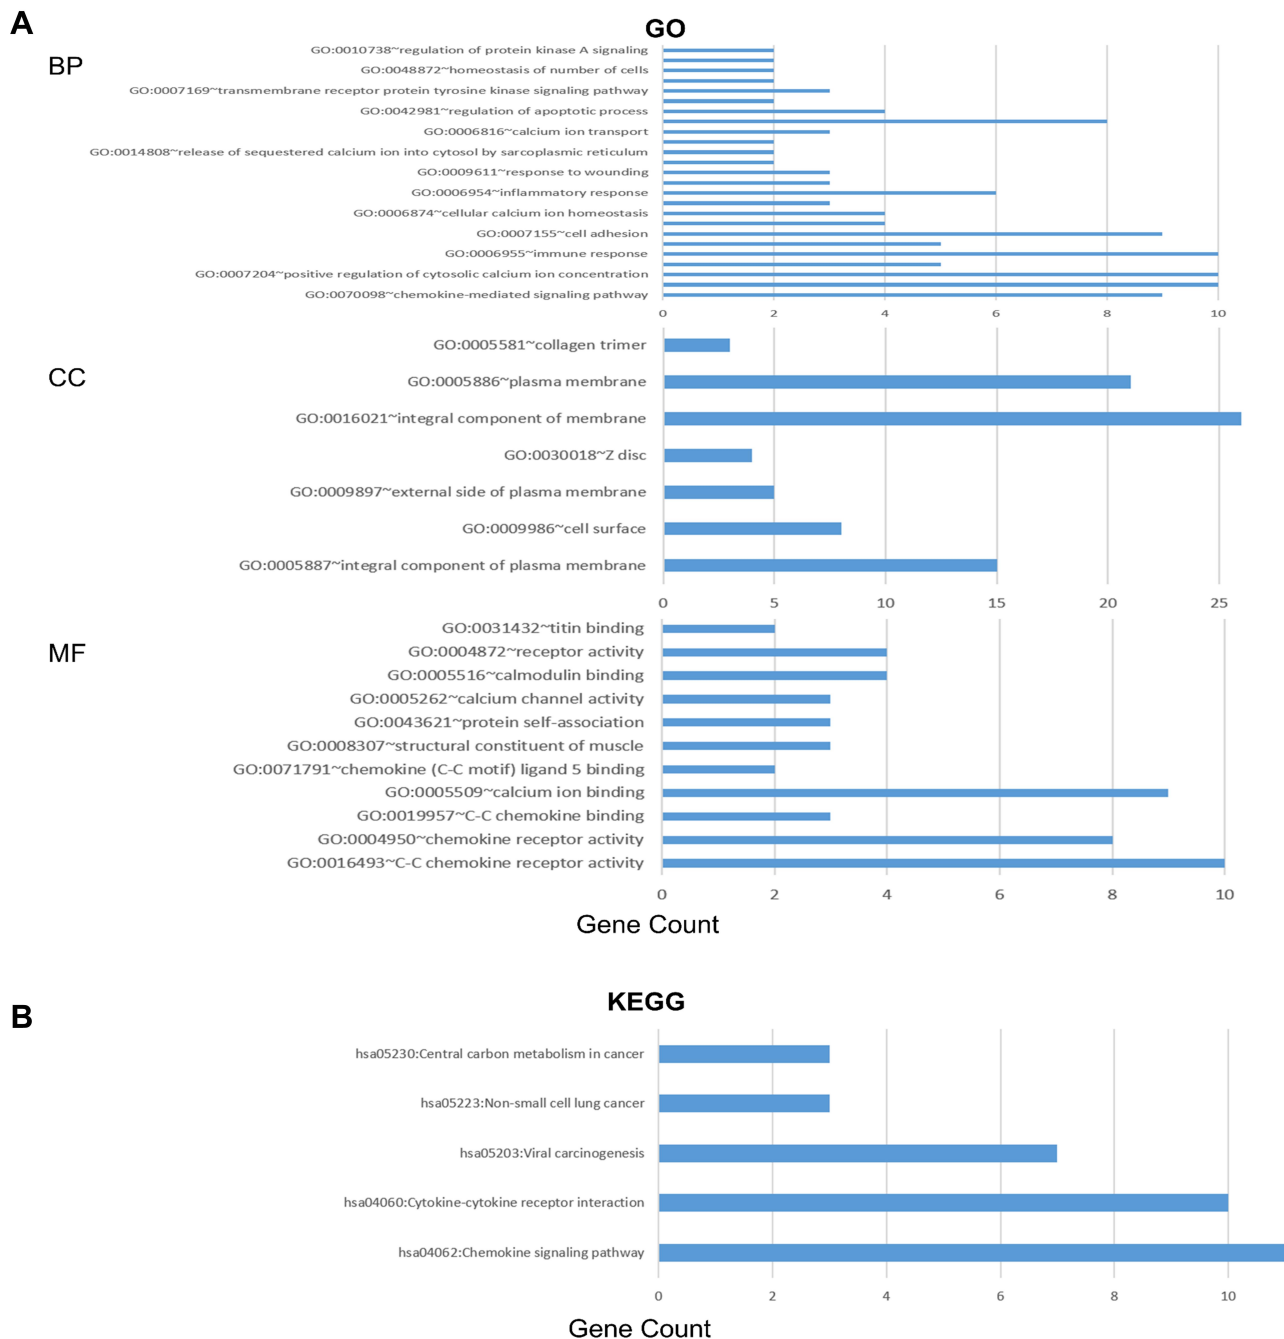 A
GO
BP
GO:0010738~regulation of protein kinase A signaling
GO:0048872~homeostasis of number of cells
GO:0007169~transmembrane receptor protein tyrosine kinase signaling pathway
GO:0042981~regulation of apoptotic process
GO:0006816~calcium ion transport
GO:0014808~release of sequestered calcium ion into cytosol by sarcoplasmic reticulum
GO:0009611~response to wounding
GO:0006954~inflammatory response
GO:0006874~cellular calcium ion homeostasis
GO:0007155~cell adhesion
GO:0006955~immune response
GO:0007204~positive regulation of cytosolic calcium ion concentration
GO:0070098~chemokine-mediated signaling pathway
0 2 4 6 8 10
CC
GO:0005581~collagen trimer
GO:0005886~plasma membrane
GO:0016021~integral component of membrane
GO:0030018~Z disc
GO:0009897~external side of plasma membrane
GO:0009986~cell surface
GO:0005887~integral component of plasma membrane
0 5 10 15 20 25
MF
GO:0031432~titin binding
GO:0004872~receptor activity
GO:0005516~calmodulin binding
GO:0005262~calcium channel activity
GO:0043621~protein self-association
GO:0008307~structural constituent of muscle
GO:0071791~chemokine (C-C motif) ligand 5 binding
GO:0005509~calcium ion binding
GO:0019957~C-C chemokine binding
GO:0004950~chemokine receptor activity
GO:0016493~C-C chemokine receptor activity
0 2 4 6 8 10
Gene Count
B
KEGG
hsa05230:Central carbon metabolism in cancer
hsa05223:Non-small cell lung cancer
hsa05203:Viral carcinogenesis
hsa04060:Cytokine-cytokine receptor interaction
hsa04062:Chemokine signaling pathway
0 2 4 6 8 10
Gene Count